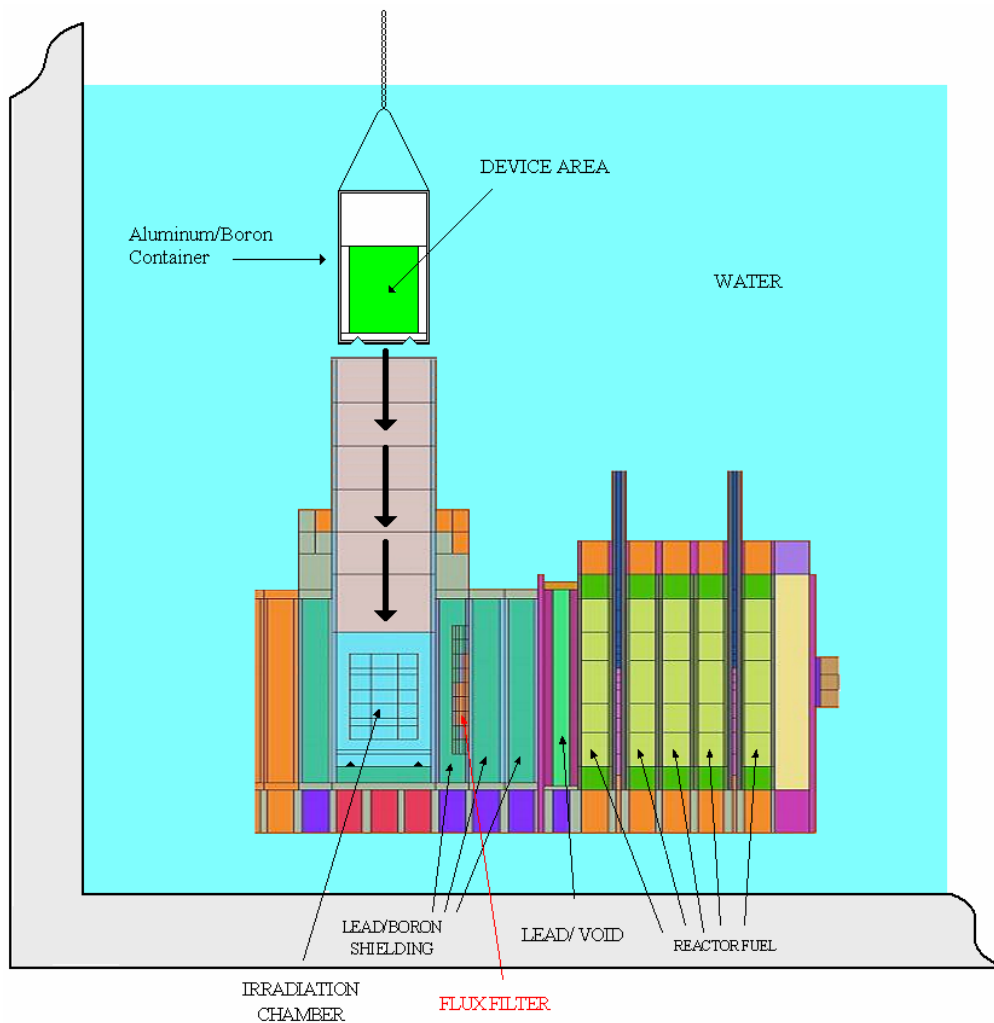 DEVICE AREA
Aluminum/Boron
Container
WATER
LEAD/BORON
SHIELDING
LEAD/ VOID
REACTOR FUEL
IRRADIATION
CHAMBER
FLUX FILTER